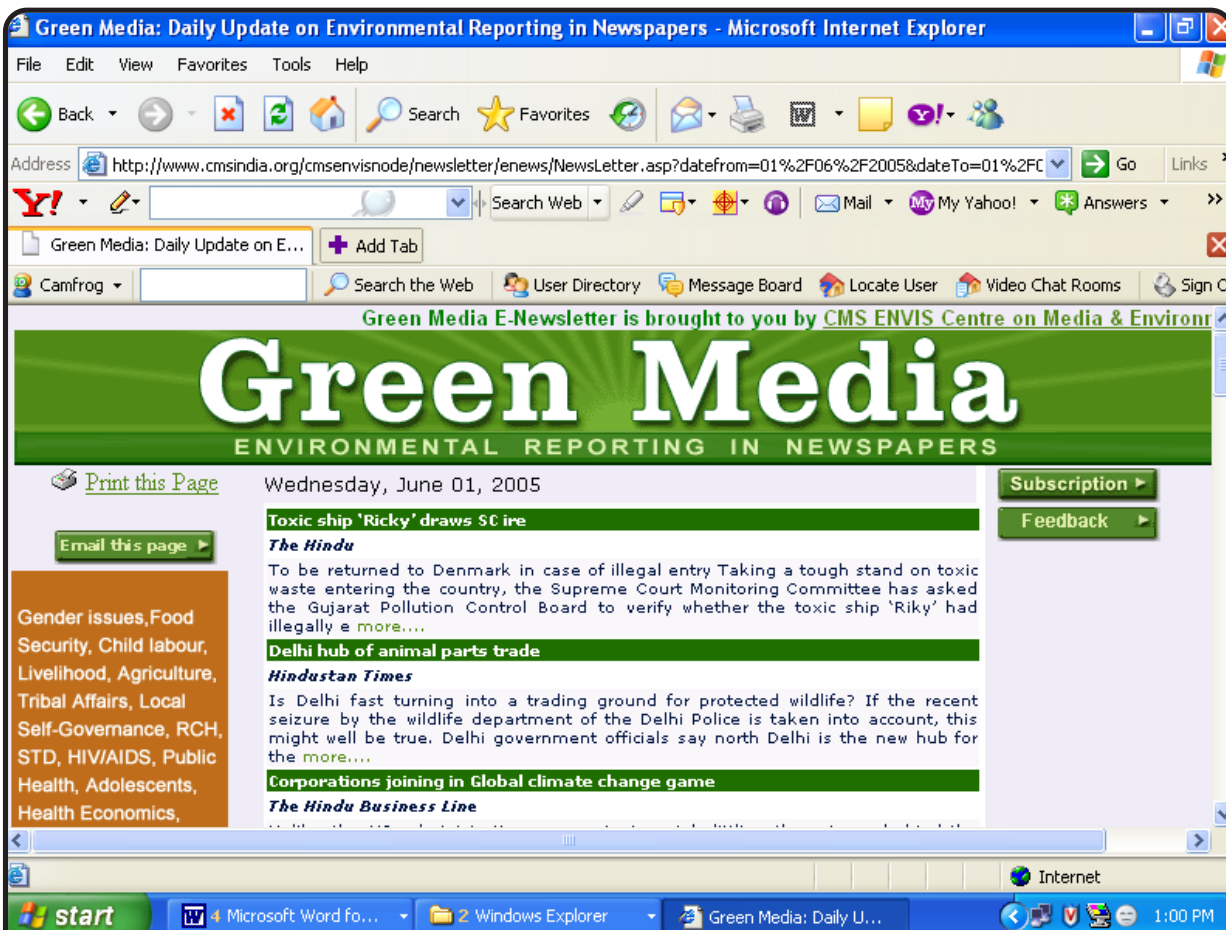 Green Media: Daily Update on Environmental Reporting in Newspapers - Microsoft Internet Explorer
File Edit View Favorites Tools Help
Back Search Favorites
Address http://www.cmsindia.org/cmsenvisnode/newsletter/enews/NewsLetter.asp?datefrom=01%2F06%2F2005&dateTo=01%2F0 Go Links
Y! Search Web Mail My My Yahoo! Answers
Green Media: Daily Update on E... Add Tab
Camfrog Search the Web User Directory Message Board Locate User Video Chat Rooms Sign
Green Media E-Newsletter is brought to you by CMS ENVIS Centre on Media & Environ
Green Media
ENVIRONMENTAL REPORTING IN NEWSPAPERS
Print this Page
Email this page
Gender issues,Food
Security, Child labour,
Livelihood, Agriculture,
Tribal Affairs, Local
Self-Governance, RCH,
STD, HIV/AIDS, Public
Health, Adolescents,
Health Economics,
Wednesday, June 01, 2005
Toxic ship 'Ricky' draws SC ire
The Hindu
To be returned to Denmark in case of illegal entry Taking a tough stand on toxic
waste entering the country, the Supreme Court Monitoring Committee has asked
the Gujarat Pollution Control Board to verify whether the toxic ship 'Riky' had
illegally e more....
Delhi hub of animal parts trade
Hindustan Times
Is Delhi fast turning into a trading ground for protected wildlife? If the recent
seizure by the wildlife department of the Delhi Police is taken into account, this
might well be true. Delhi government officials say north Delhi is the new hub for
the more....
Corporations joining in Global climate change game
The Hindu Business Line
Subscription
Feedback
Internet
start 4 Microsoft Word fo... 2 Windows Explorer Green Media: Daily U... 1:00 PM